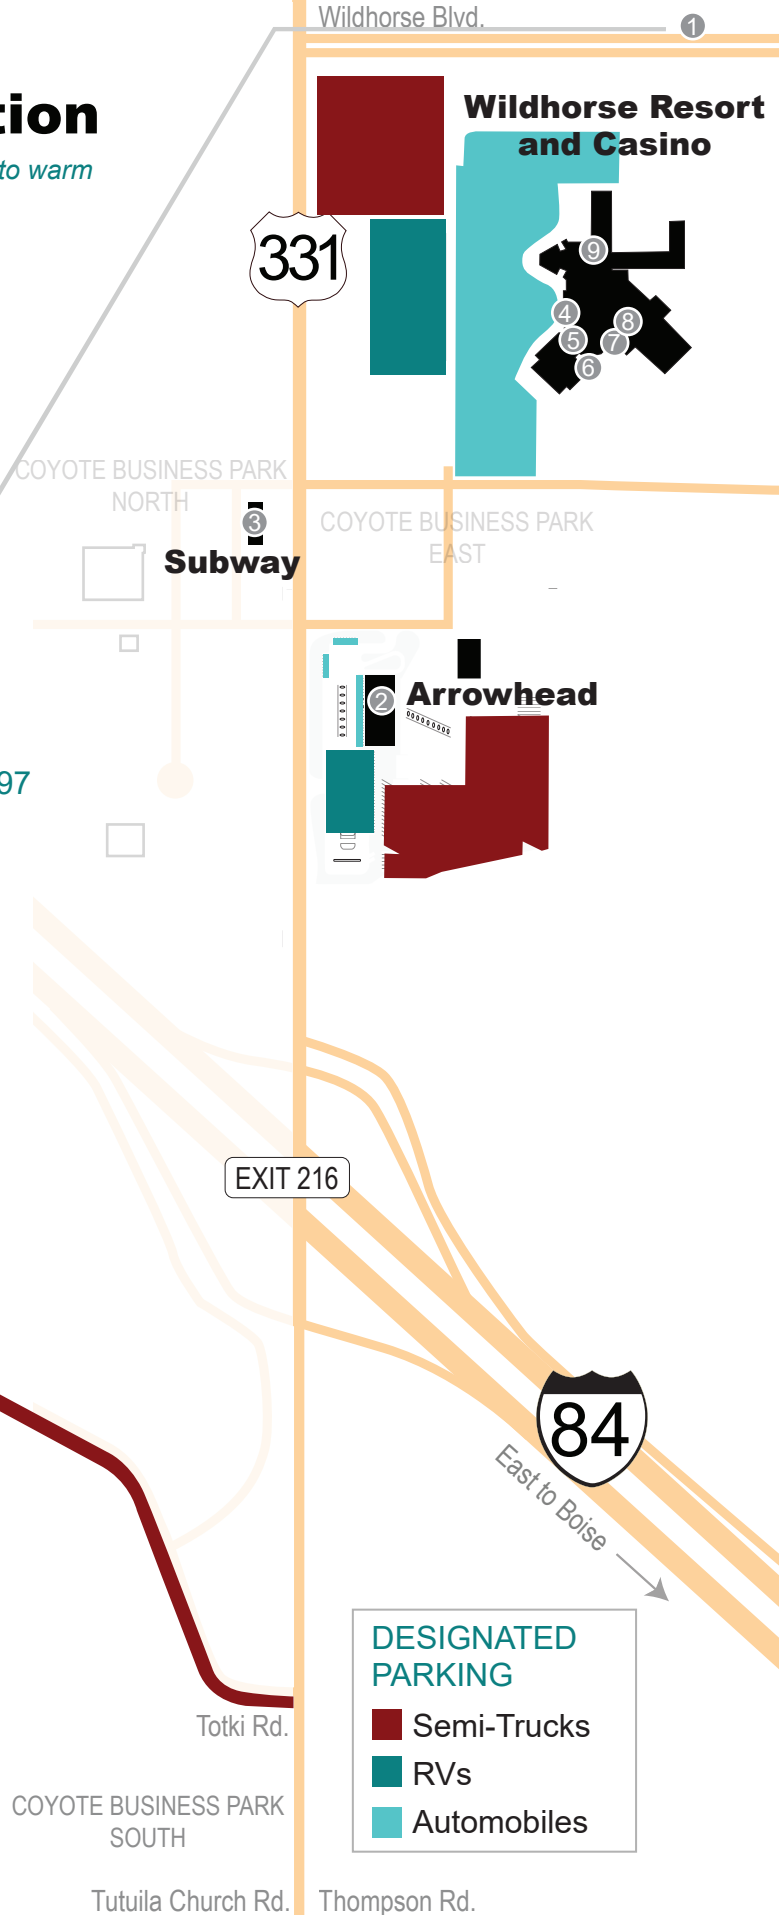 Wildhorse Blvd.
1
tion
to warm
Wildhorse Resort
and Casino
331
9
4
8
5
7
6
COYOTE BUSINESS PARK
NORTH
3
Subway
COYOTE BUSINESS PARK
EAST
2
Arrowhead
97
EXIT 216
84
East to Boise
DESIGNATED
PARKING
Semi-Trucks
RVs
Automobiles
Totki Rd.
COYOTE BUSINESS PARK
SOUTH
Tutuila Church Rd.
Thompson Rd.